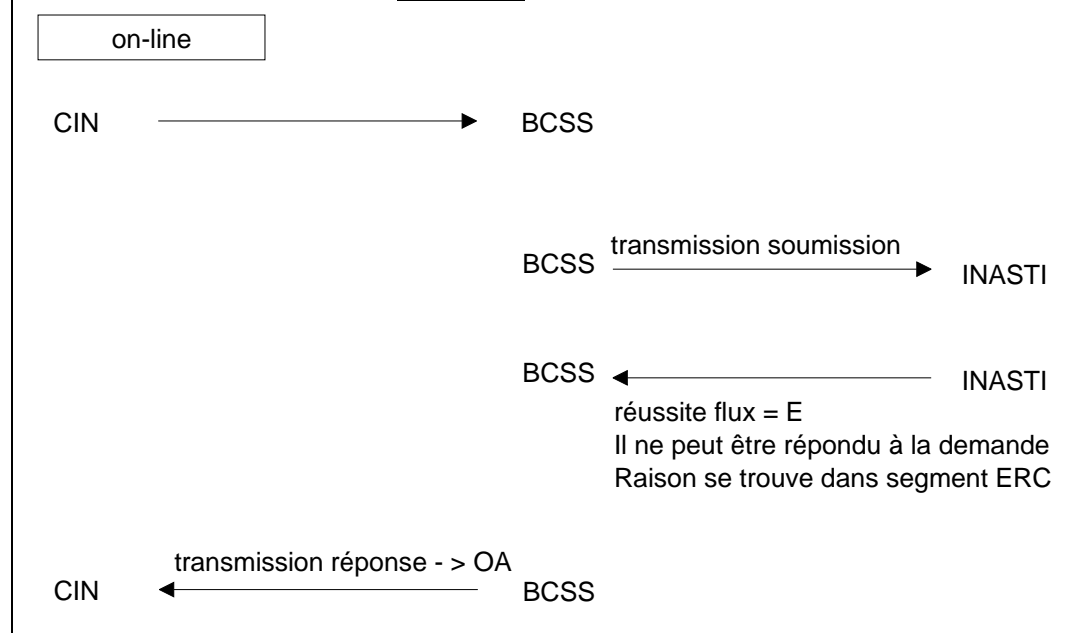 on-line
CIN BCSS
transmission soumission
BCSS INASTI
BCSS INASTI
réussite flux = E
Il ne peut être répondu à la demande
Raison se trouve dans segment ERC
transmission réponse - > OA
CIN BCSS